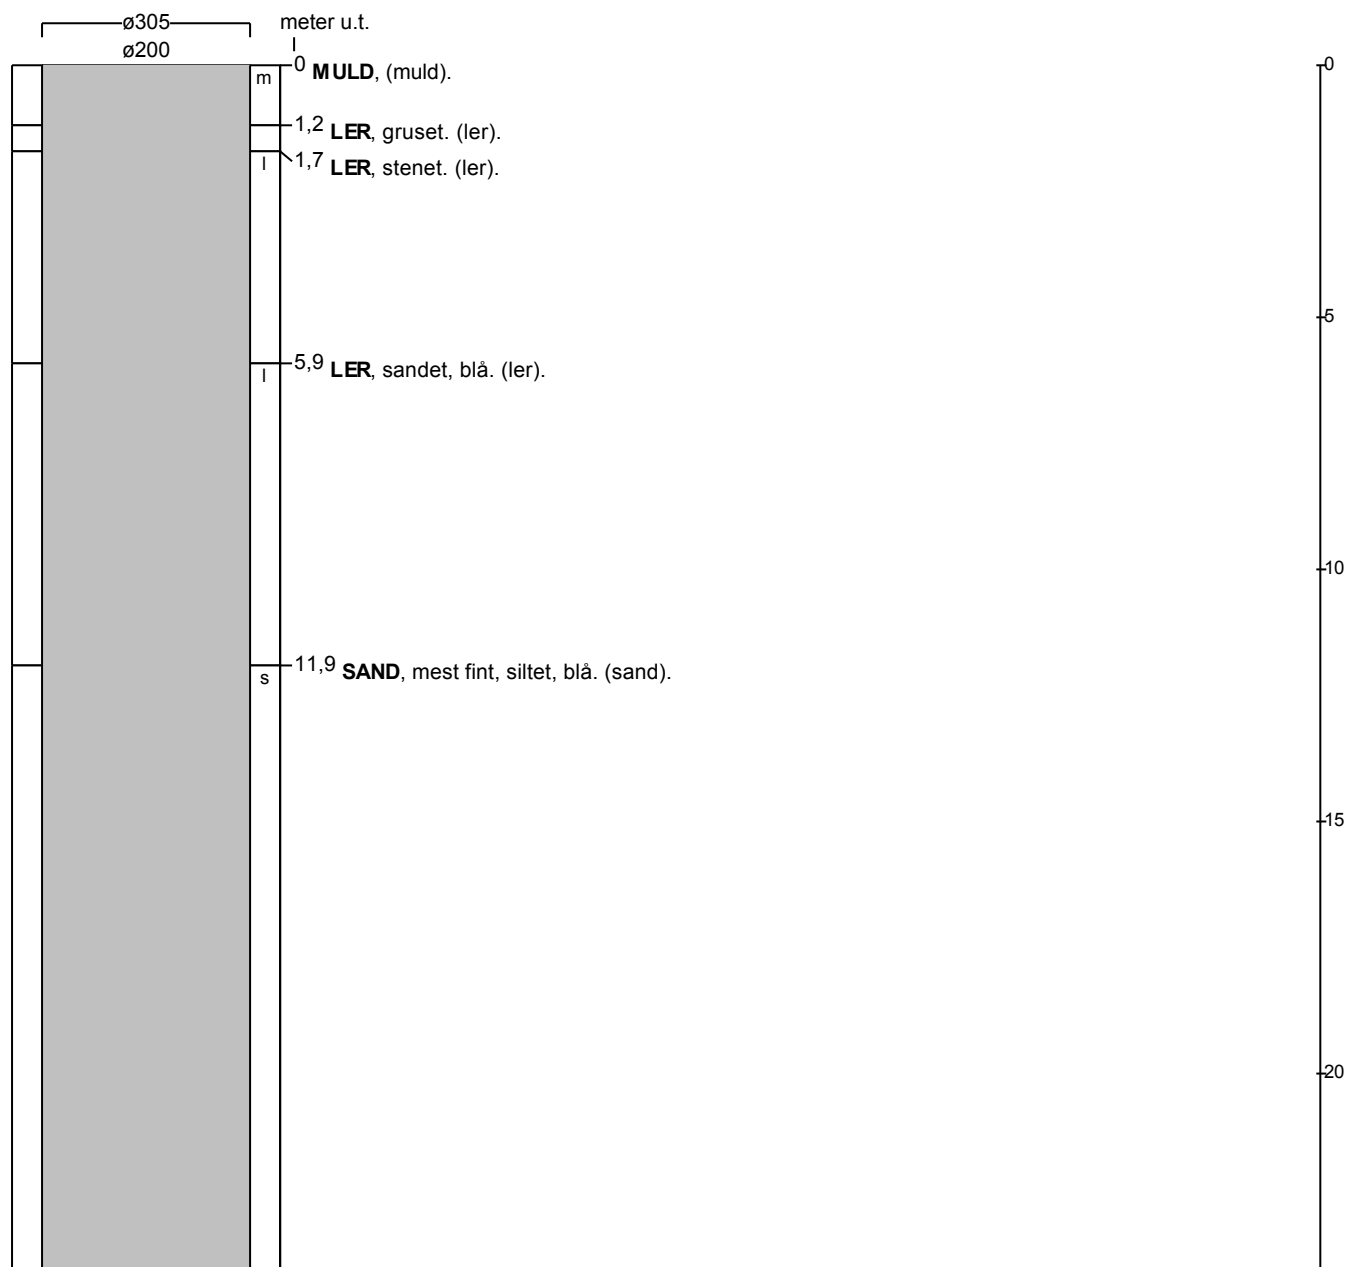 ø305 meter u.t.
ø200
m 0 MULD, (muld). 0
1,2 LER, gruset. (ler).
l 1,7 LER, stenet. (ler).
5
l 5,9 LER, sandet, blå. (ler).
10
s 11,9 SAND, mest fint, siltet, blå. (sand).
15
20